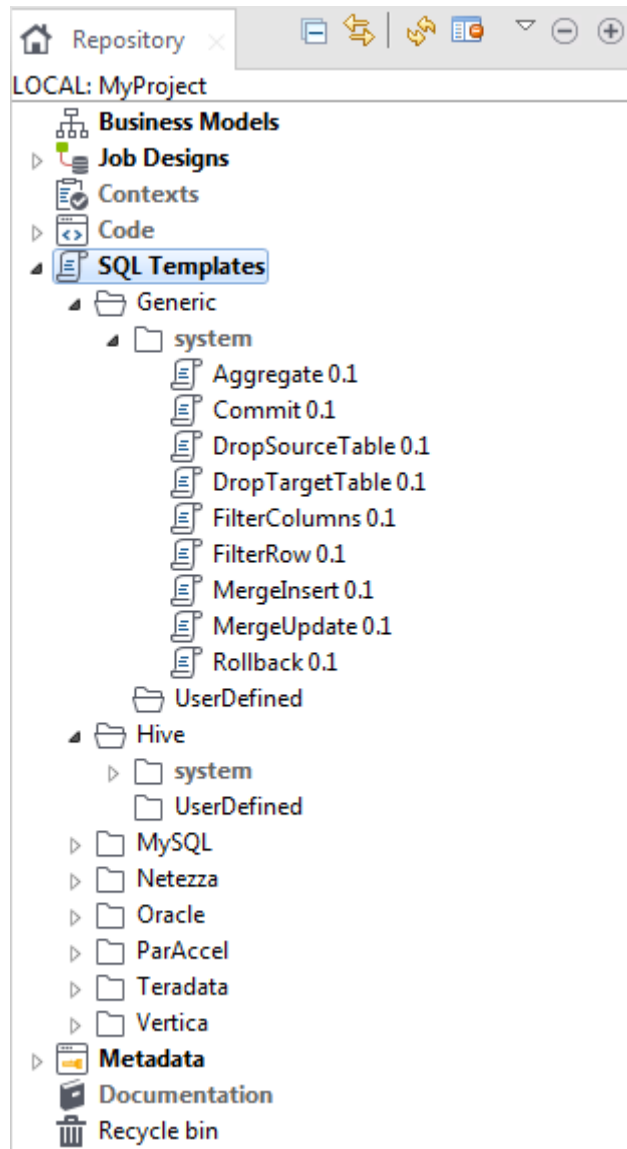 Repository
LOCAL: MyProject
Business Models
Job Designs
Contexts
Code
SQL Templates
Generic
system
Aggregate 0.1
Commit 0.1
DropSourceTable 0.1
DropTargetTable 0.1
FilterColumns 0.1
FilterRow 0.1
MergeInsert 0.1
MergeUpdate 0.1
Rollback 0.1
UserDefined
Hive
system
UserDefined
MySQL
Netezza
Oracle
ParAccel
Teradata
Vertica
Metadata
Documentation
Recycle bin